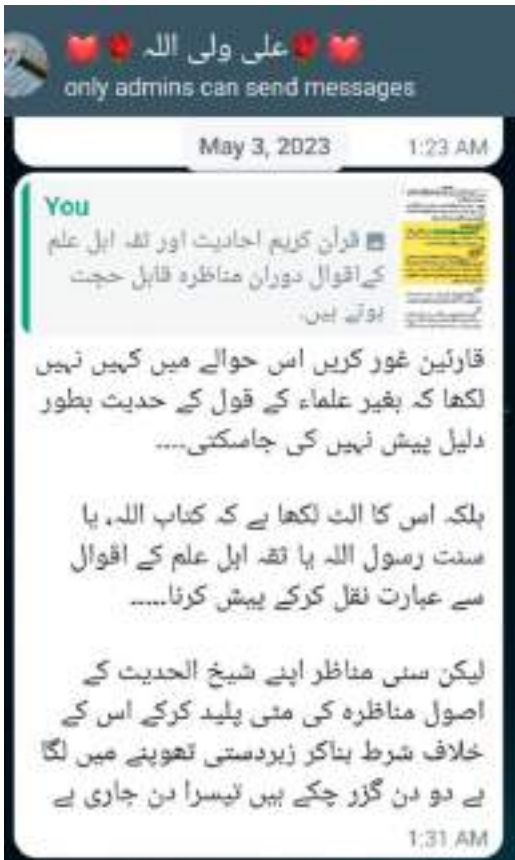 علی ولی اللہ
only admins can send messages
1:23 AM
May 3, 2023
You
قرآن کریم احادیث اور ثقہ اہل علم
کےاقوال دوران مناظرہ قابل حجت
ہوتے ہیں۔
قارئین غور کریں اس حوالے میں کہیں نہیں
لکھا کہ بغیر علماء کے قول کے حدیث بطور
دلیل پیش نہیں کی جاسکتی....
بلکہ اس کا الٹ لکھا ہے کہ کتاب اللہ، یا
سنت رسول اللہ یا ثقہ اہل علم کے اقوال
سے عبارت نقل کرکے پیش کرنا.....
لیکن سنی مناظر اپنے شیخ الحدیث کے
اصول مناظرہ کی مٹی پلید کرکے اس کے
خلاف شرط بناکر زبردستی تھوپنے میں لگا
ہے دو دن گزر چکے ہیں تیسرا دن جاری ہے
1:31 AM